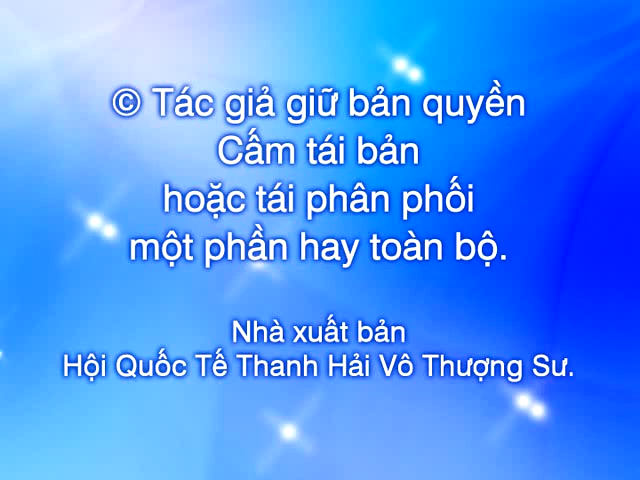 © Tác giả giữ bản quyền
Cấm tái bản
hoặc tái phân phối
một phần hay toàn bộ.
Nhà xuất bản
Hội Quốc Tế Thanh Hải Vô Thượng Sư.